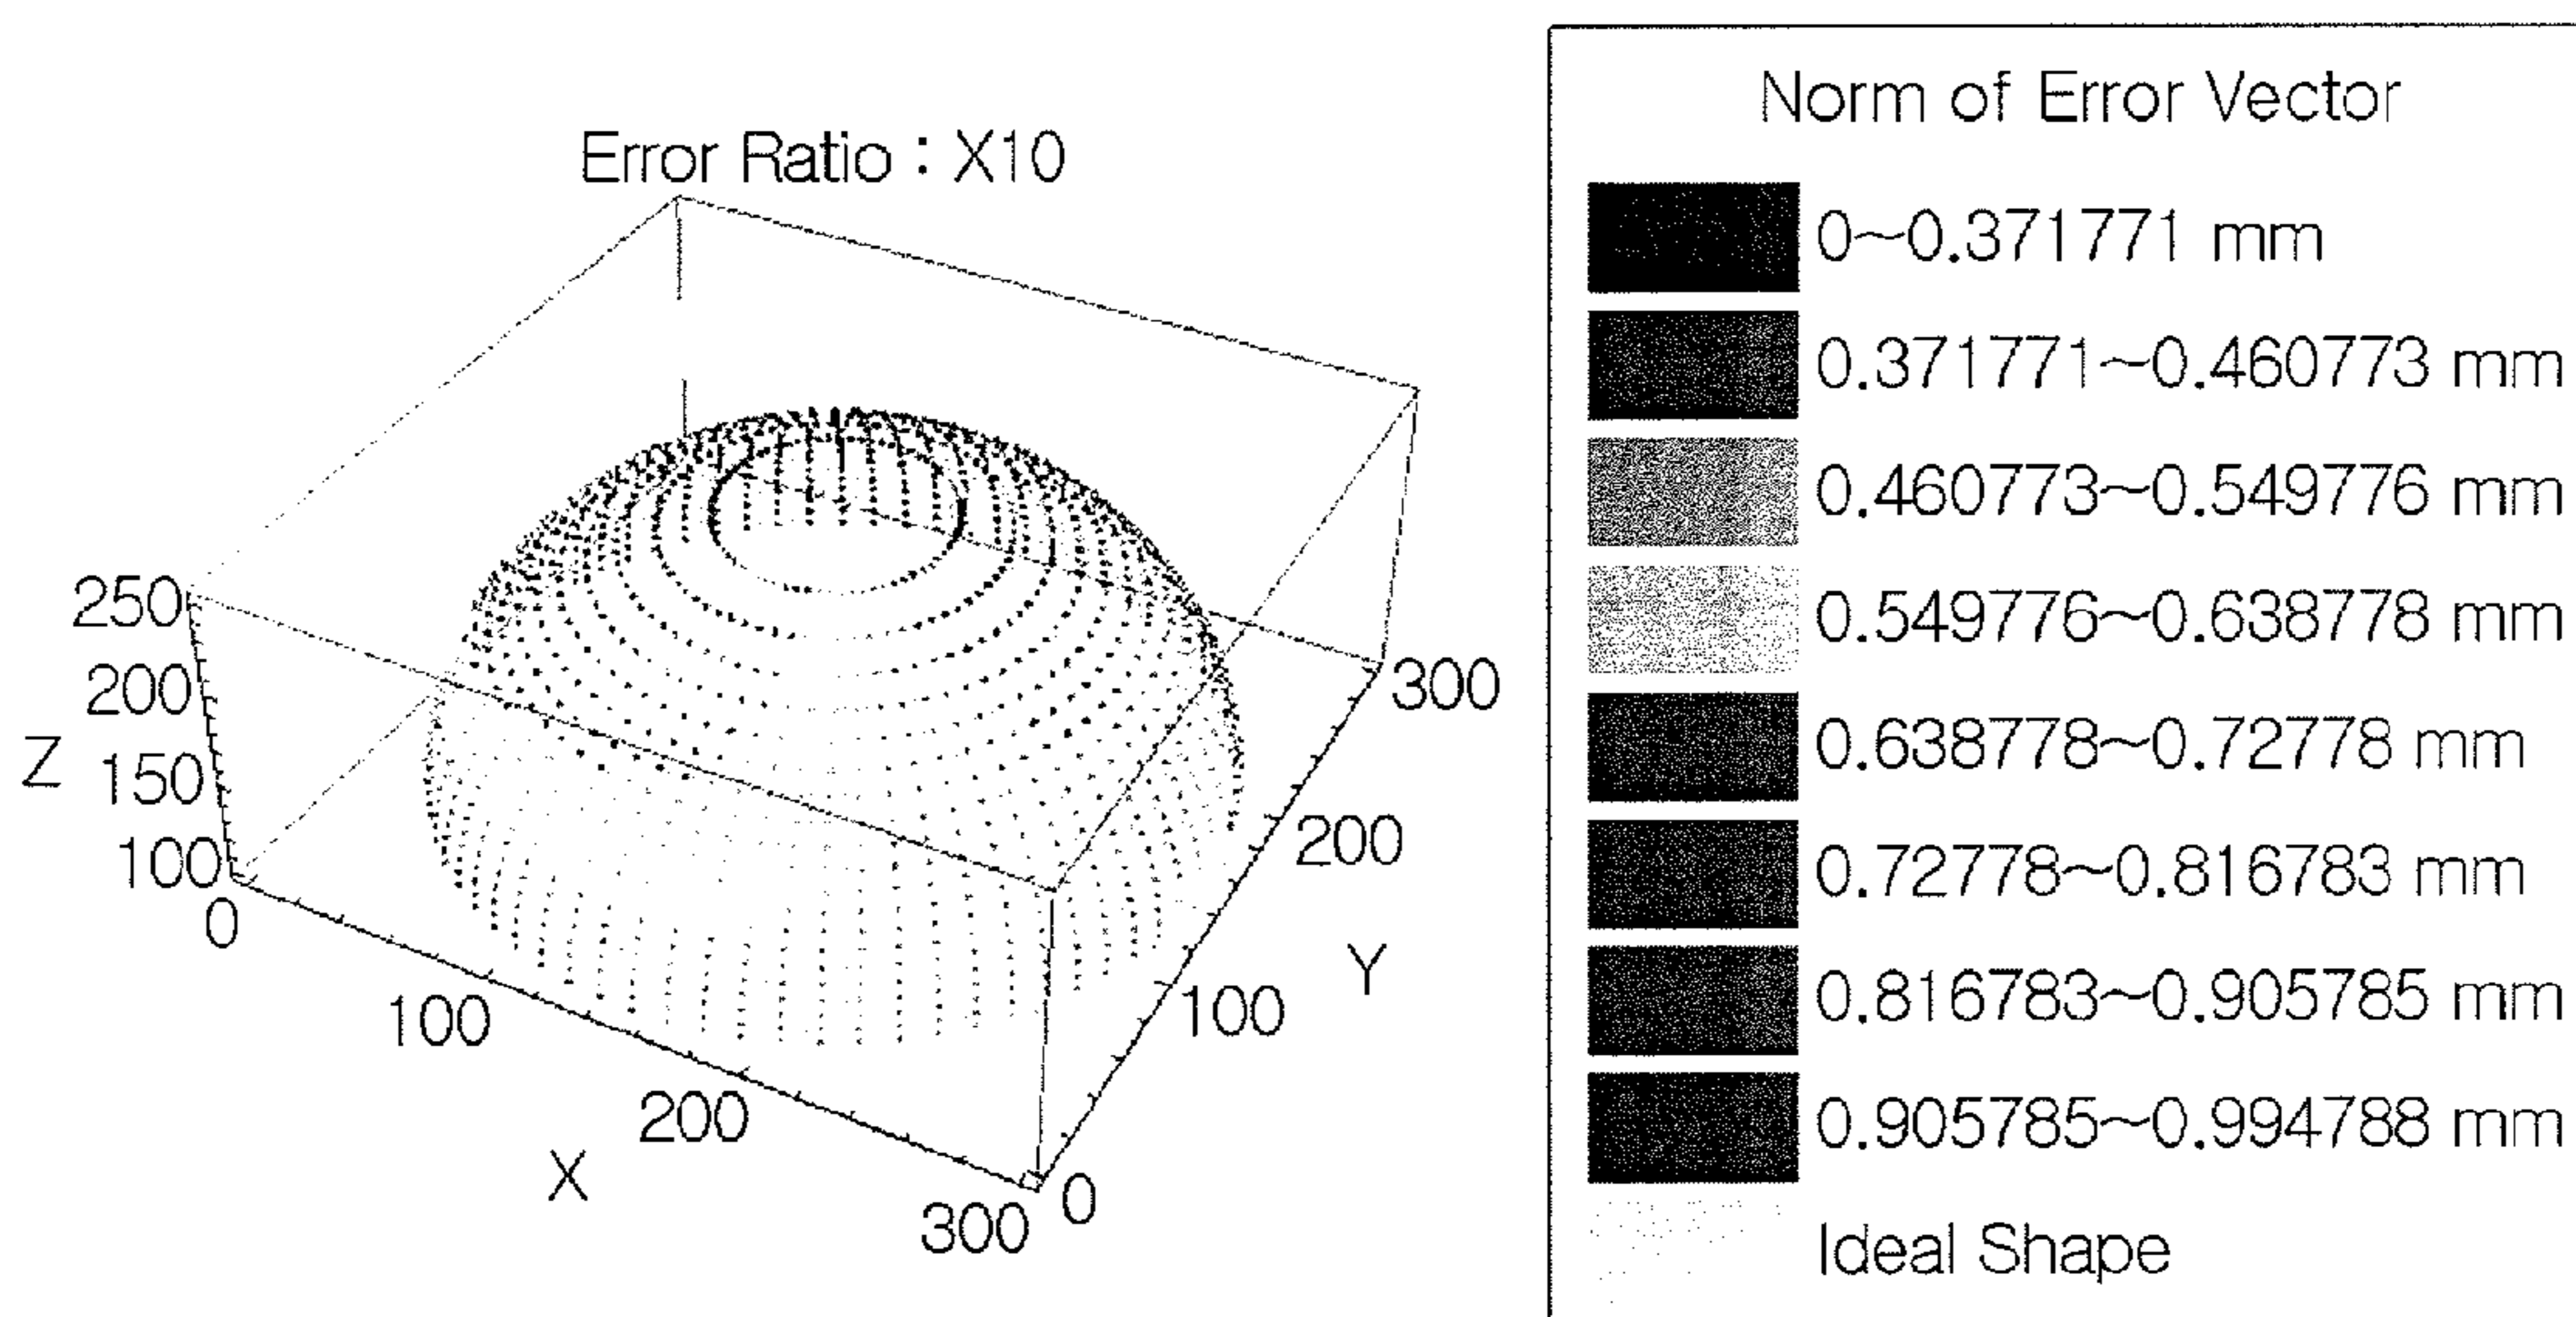 Error Ratio : X10
250
200
Z 150
100
0
100
200
X
300
0
100
Y
200
300
Norm of Error Vector
0~0.371771 mm
0.371771~0.460773 mm
0.460773~0.549776 mm
0.549776~0.638778 mm
0.638778~0.72778 mm
0.72778~0.816783 mm
0.816783~0.905785 mm
0.905785~0.994788 mm
Ideal Shape